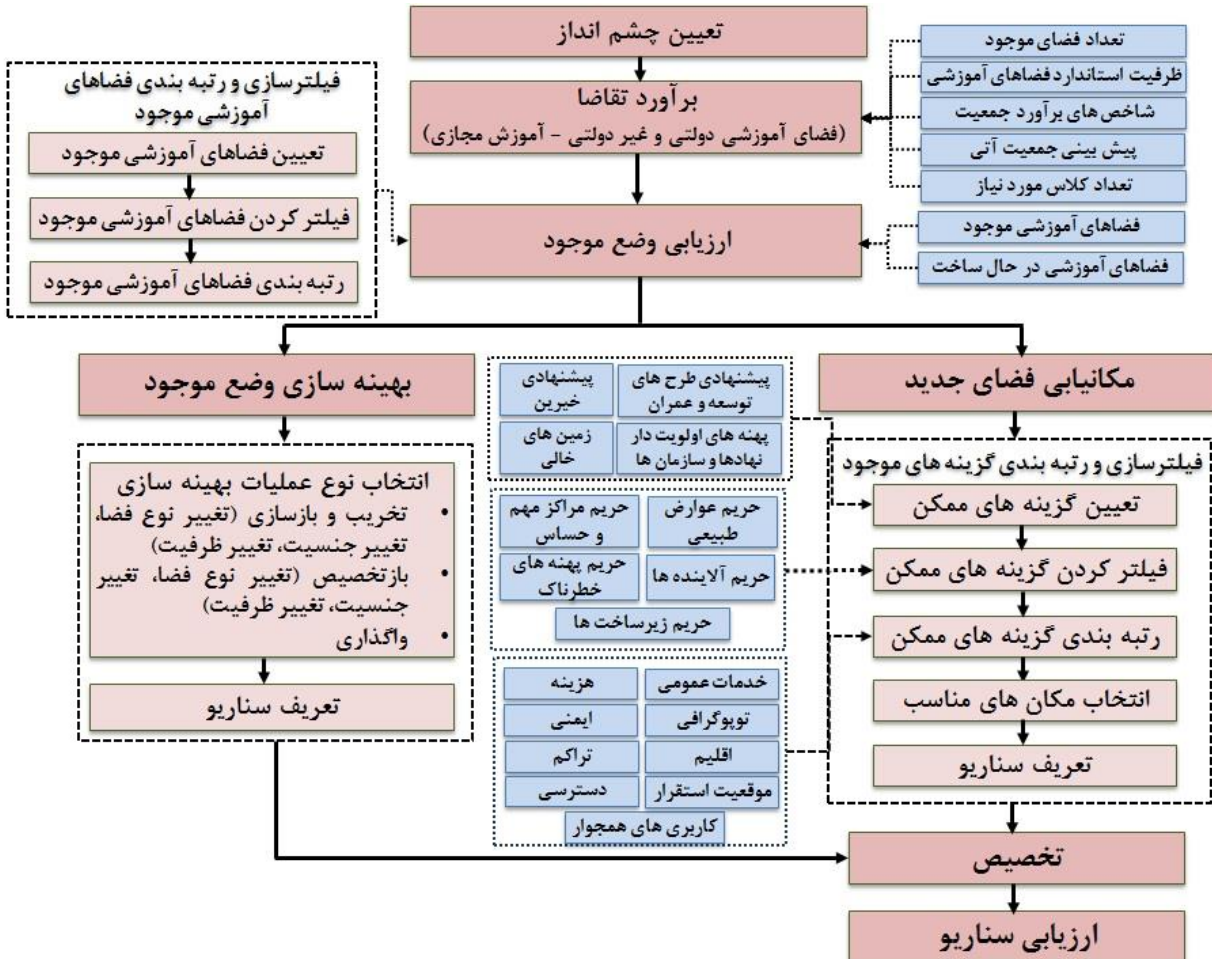 تعیین چشم انداز
برآورد تقاضا
(فضای آموزشی دولتی و غیر دولتی - آموزش مجازی)
تعداد فضای موجود
ظرفیت استاندارد فضاهای آموزشی
شاخص های برآورد جمعیت
پیش بینی جمعیت آتی
تعداد کلاس مورد نیاز
فیلترسازی و رتبه بندی فضاهای
آموزشی موجود
تعیین فضاهای آموزشی موجود
فیلتر کردن فضاهای آموزشی موجود
رتبه بندی فضاهای آموزشی موجود
ارزیابی وضع موجود
فضاهای آموزشی موجود
فضاهای آموزشی در حال ساخت
مکانیابی فضای جدید
فیلترسازی و رتبه بندی گزینه های موجود
تعیین گزینه های ممکن
فیلتر کردن گزینه های ممکن
رتبه بندی گزینه های ممکن
انتخاب مکان های مناسب
تعریف سناریو
پیشنهادی طرح های
توسعه و عمران
پیشنهادی
خیرین
پهنه های اولویت دار
نهادها و سازمان ها
زمین های
خالی
حریم عوارض
طبیعی
حریم مراکز مهم
و حساس
حریم آلاینده ها
حریم پهنه های
خطرناک
حریم زیرساخت ها
خدمات عمومی
هزینه
توپوگرافی
ایمنی
اقلیم
تراکم
موقعیت استقرار
دسترسی
کاربری های همجوار
بهینه سازی وضع موجود
انتخاب نوع عملیات بهینه سازی
• تخریب و بازسازی (تغییر نوع فضا،
تغییر جنسیت، تغییر ظرفیت)
• بازتخصیص (تغییر نوع فضا، تغییر
جنسیت، تغییر ظرفیت)
• واگذاری
تعریف سناریو
تخصیص
ارزیابی سناریو